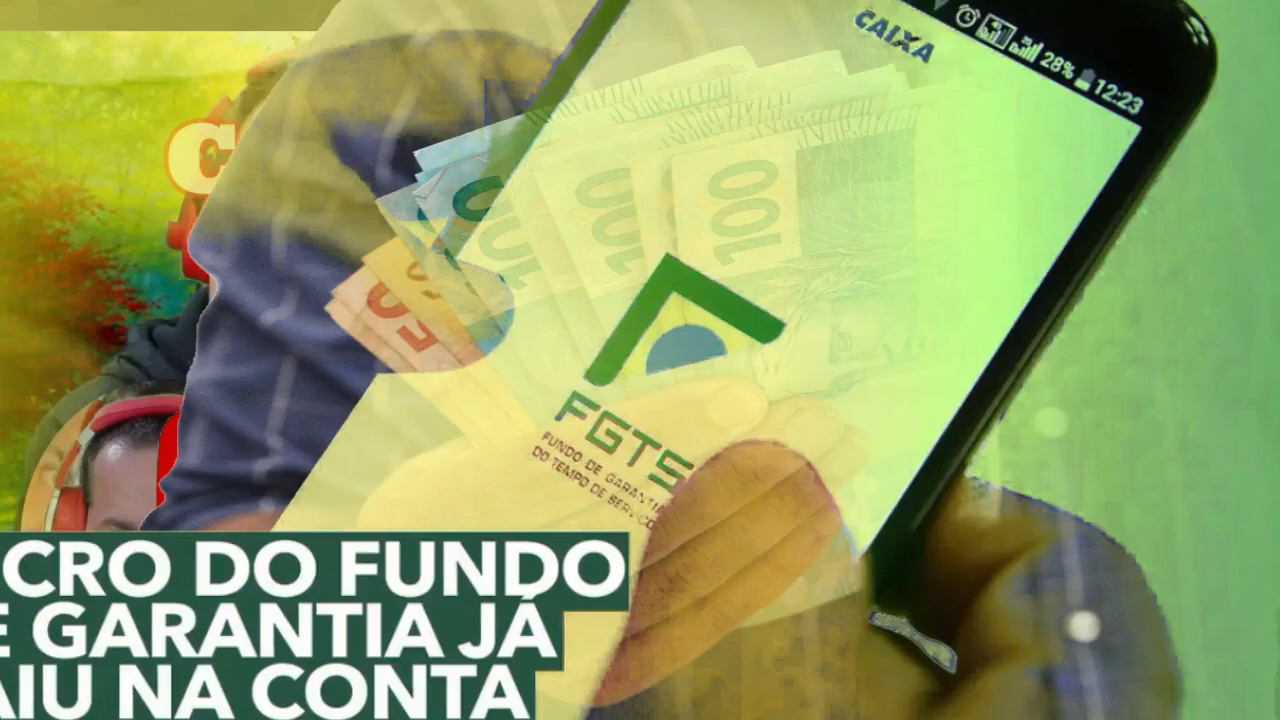 CAIXA
28% 12:23
C
100
100
100
50
FGTS
FUNDO DE GARANTIA
DO TEMPO DE SERVIÇO
CRO DO FUNDO
E GARANTIA JÁ
AIU NA CONTA